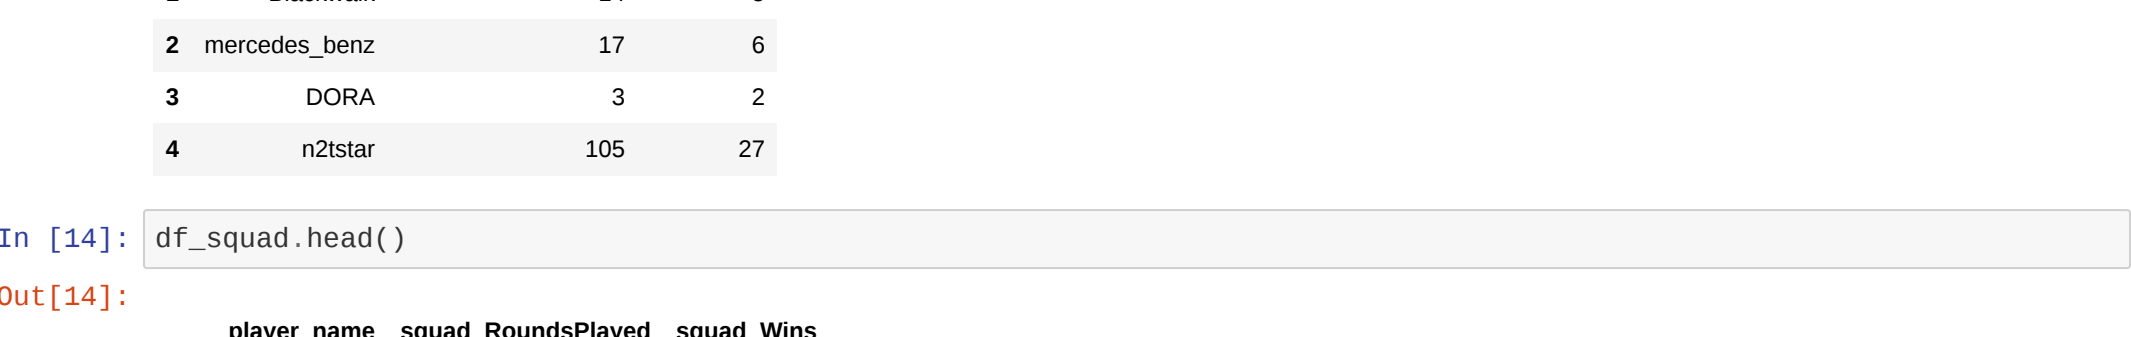 2 mercedes_benz 17 6
3 DORA 3 2
4 n2tstar 105 27
In [14]: df_squad.head()
Out[14]:
player_name squad_RoundsPlayed squad_Wins